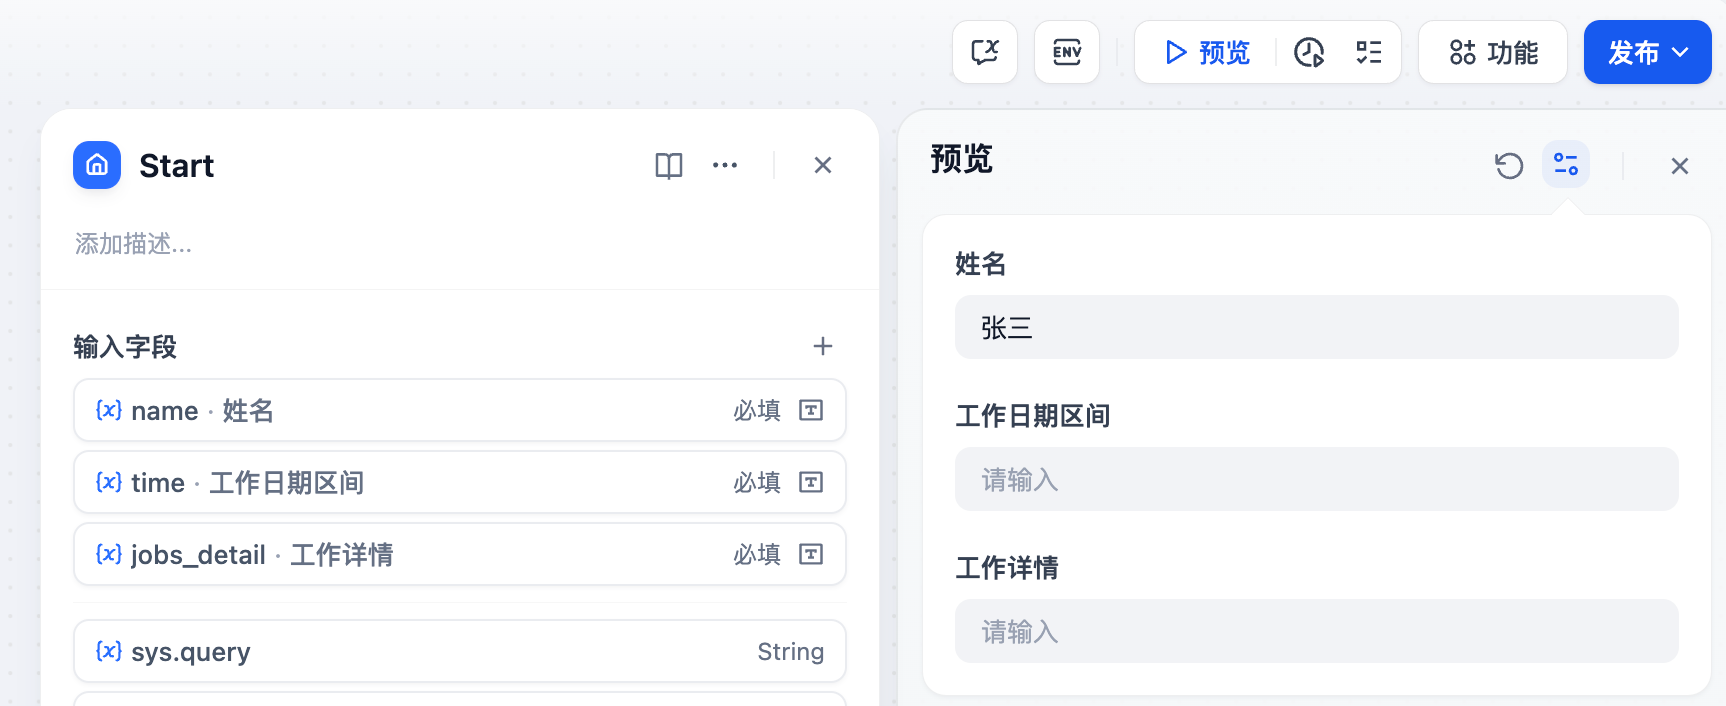 ENV
预览
功能
发布
Start
添加描述...
输入字段
{x} name · 姓名 必填
{x} time · 工作日期区间 必填
{x} jobs_detail · 工作详情 必填
{x} sys.query String
预览
姓名
张三
工作日期区间
请输入
工作详情
请输入